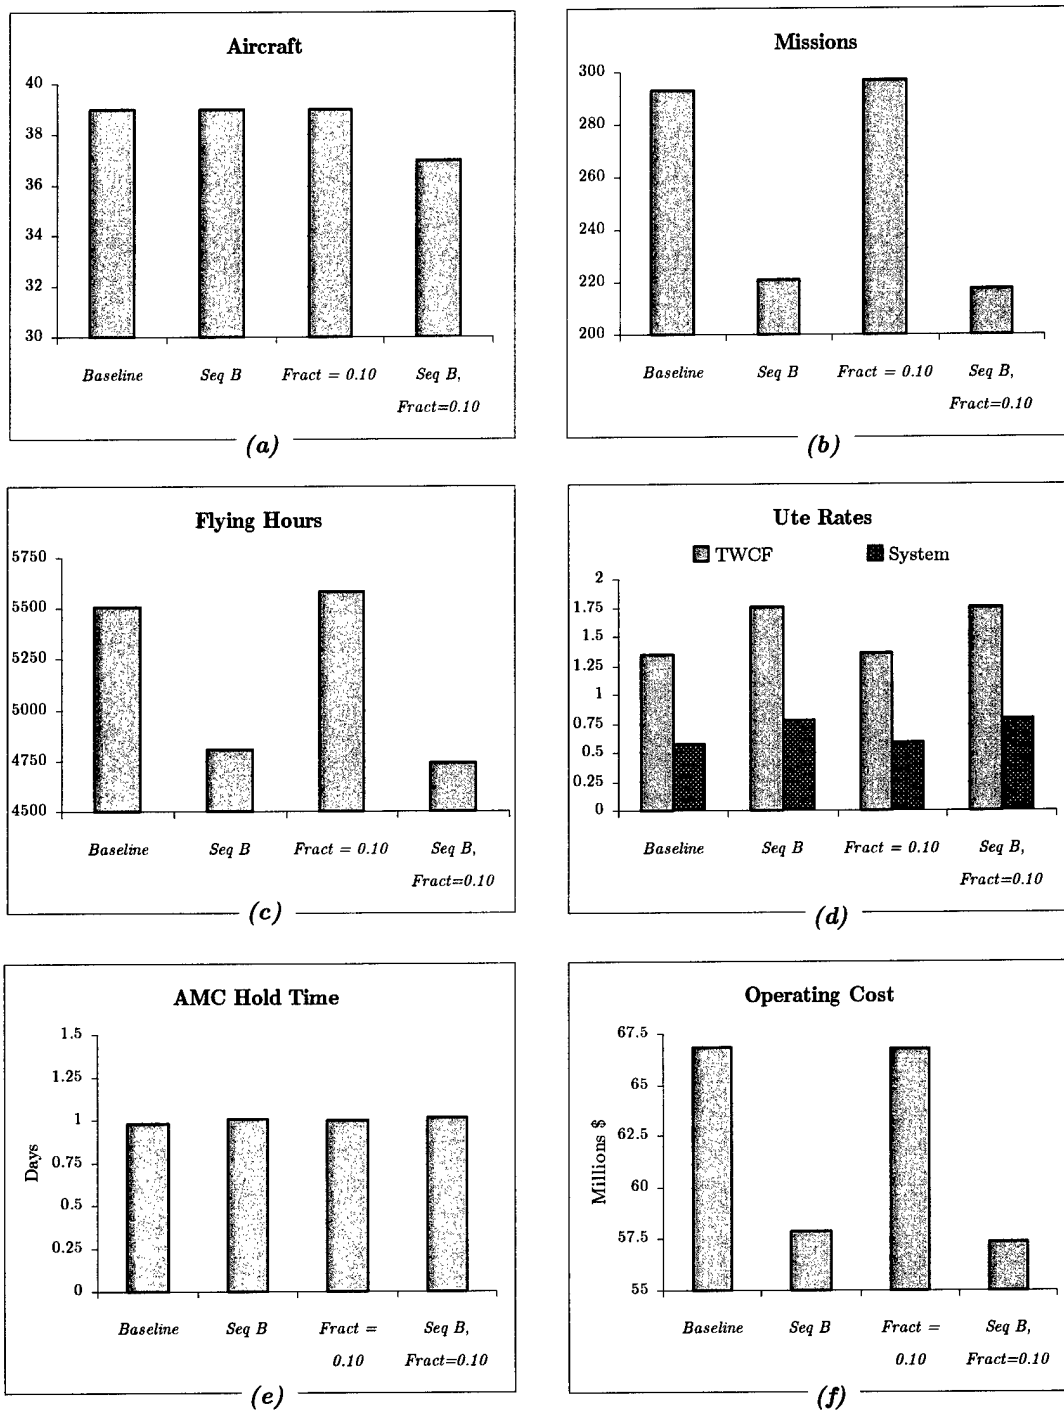 Aircraft
40
38
36
34
32
30
Baseline Seq B Fract = 0.10 Seq B,
Fract=0.10
(a)
Missions
300
280
260
240
220
200
Baseline Seq B Fract = 0.10 Seq B,
Fract=0.10
(b)
Flying Hours
5750
5500
5250
5000
4750
4500
Baseline Seq B Fract = 0.10 Seq B,
Fract=0.10
(c)
Ute Rates
TWCF System
2
1.75
1.5
1.25
1
0.75
0.5
0.25
0
Baseline Seq B Fract = 0.10 Seq B,
Fract=0.10
(d)
AMC Hold Time
Days
1.5
1.25
1
0.75
0.5
0.25
0
Baseline Seq B Fract = Seq B,
0.10 Fract=0.10
(e)
Operating Cost
Millions $
67.5
65
62.5
60
57.5
55
Baseline Seq B Fract = Seq B,
0.10 Fract=0.10
(f)